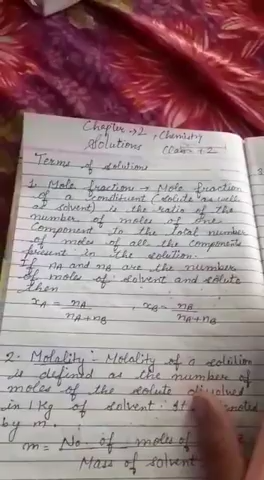 Chapter → 2, Chemistry
Solutions Class +2
Terms of solutions
1. Mole fraction → Mole fraction
of a constituent (solute as well
as solvent) is the ratio of the
number of moles of one
component to the total number
of moles of all the components
present in the solution.
If nA and nB are the number
of moles of solvent and solute
then
xA = nA / nA+nB , xB = nB / nA+nB
2. Molality:- Molality of a solution
is defined as the number of
moles of the solute dissolved
in 1 Kg of solvent. It
by m.
m = No. of moles of
Mass of solvent